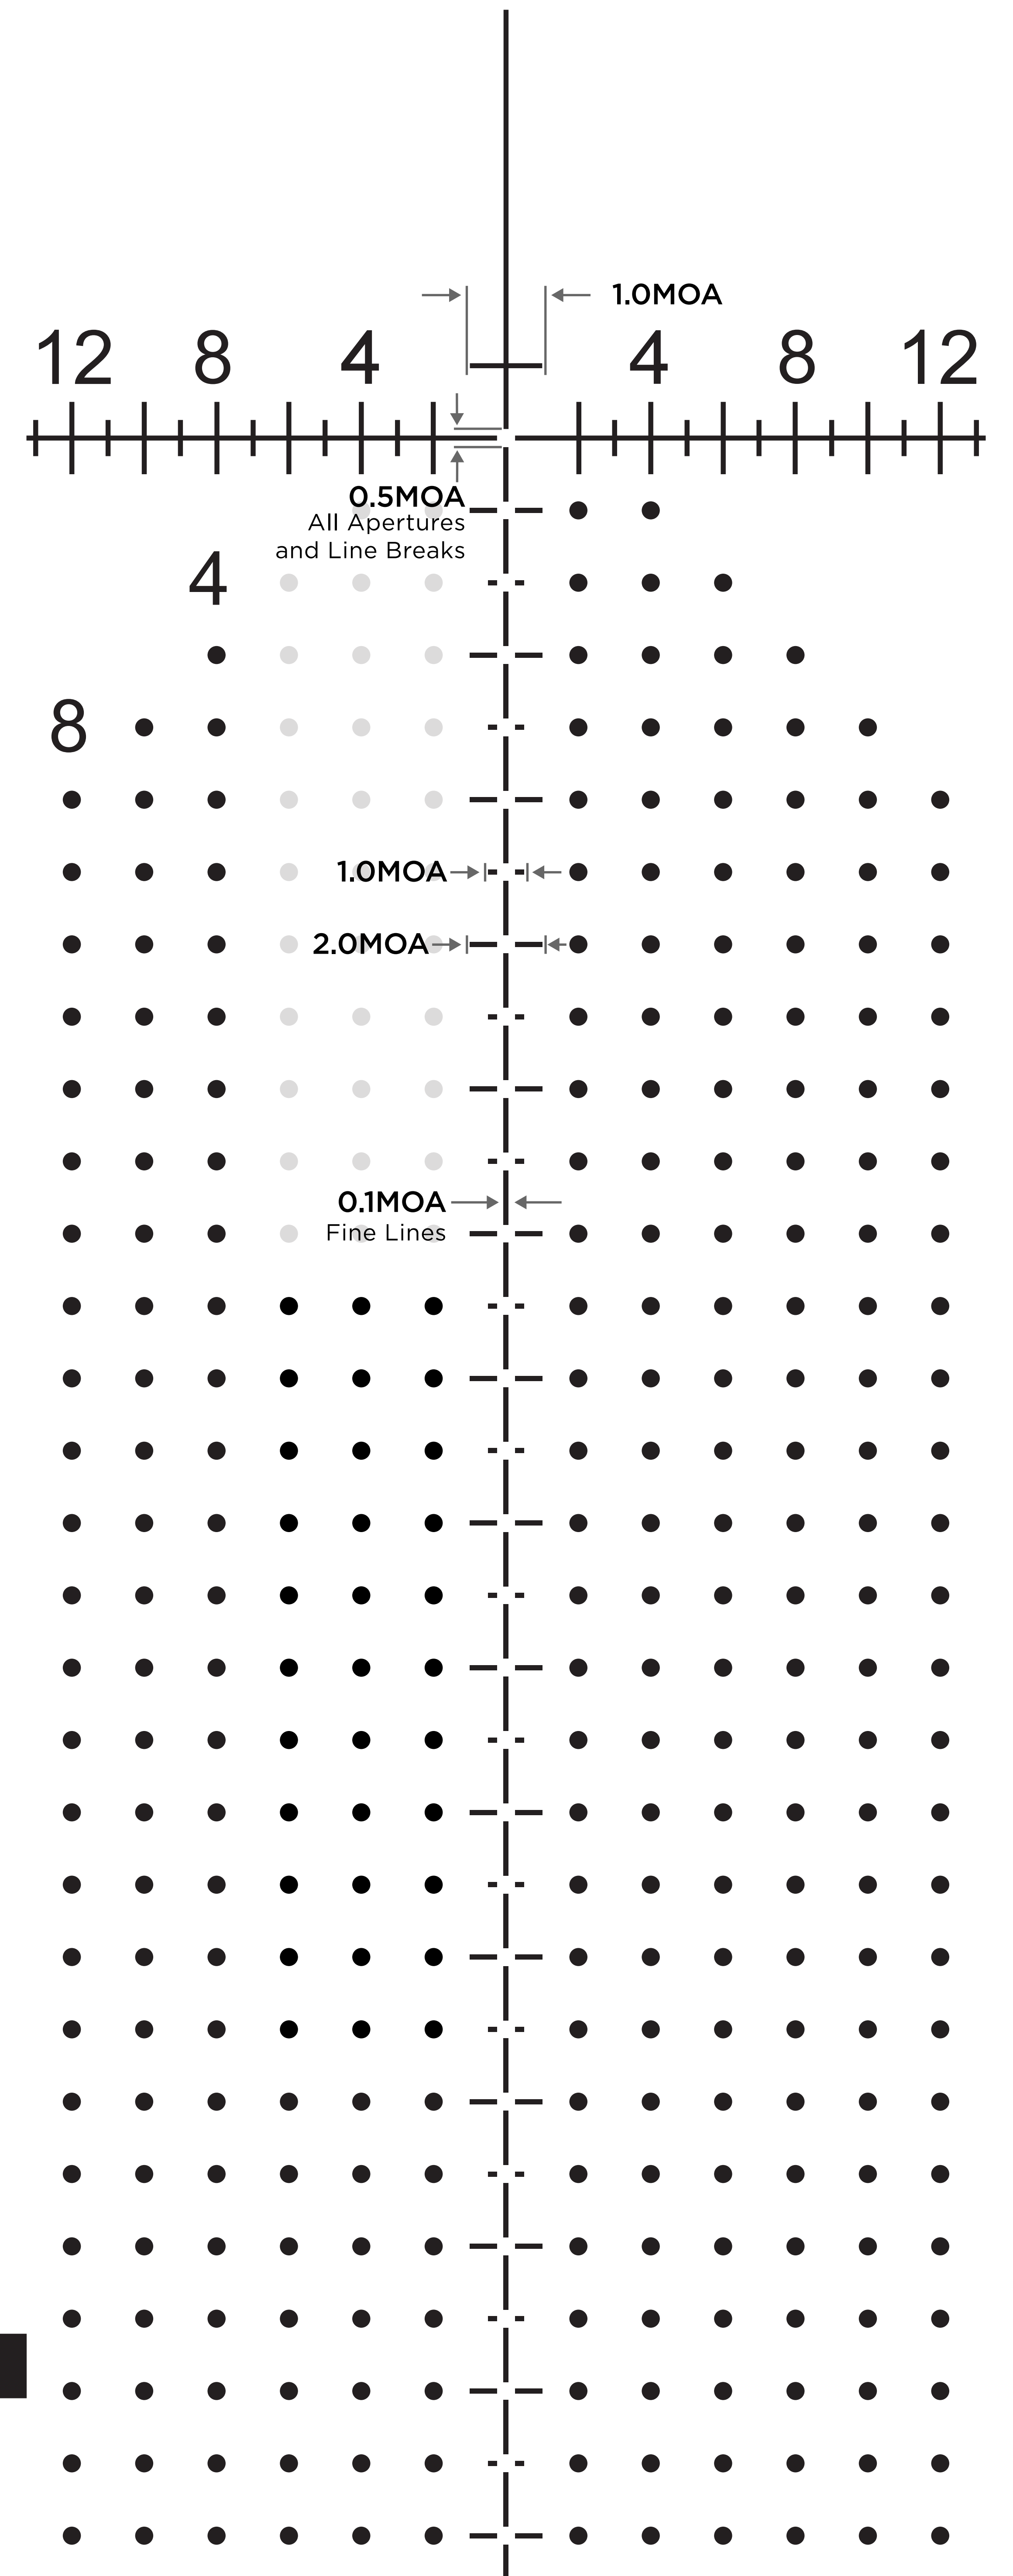 1.0MOA
12 8 4 4 8 12
0.5MOA
All Apertures
and Line Breaks
4
8
1.0MOA
2.0MOA
0.1MOA
Fine Lines